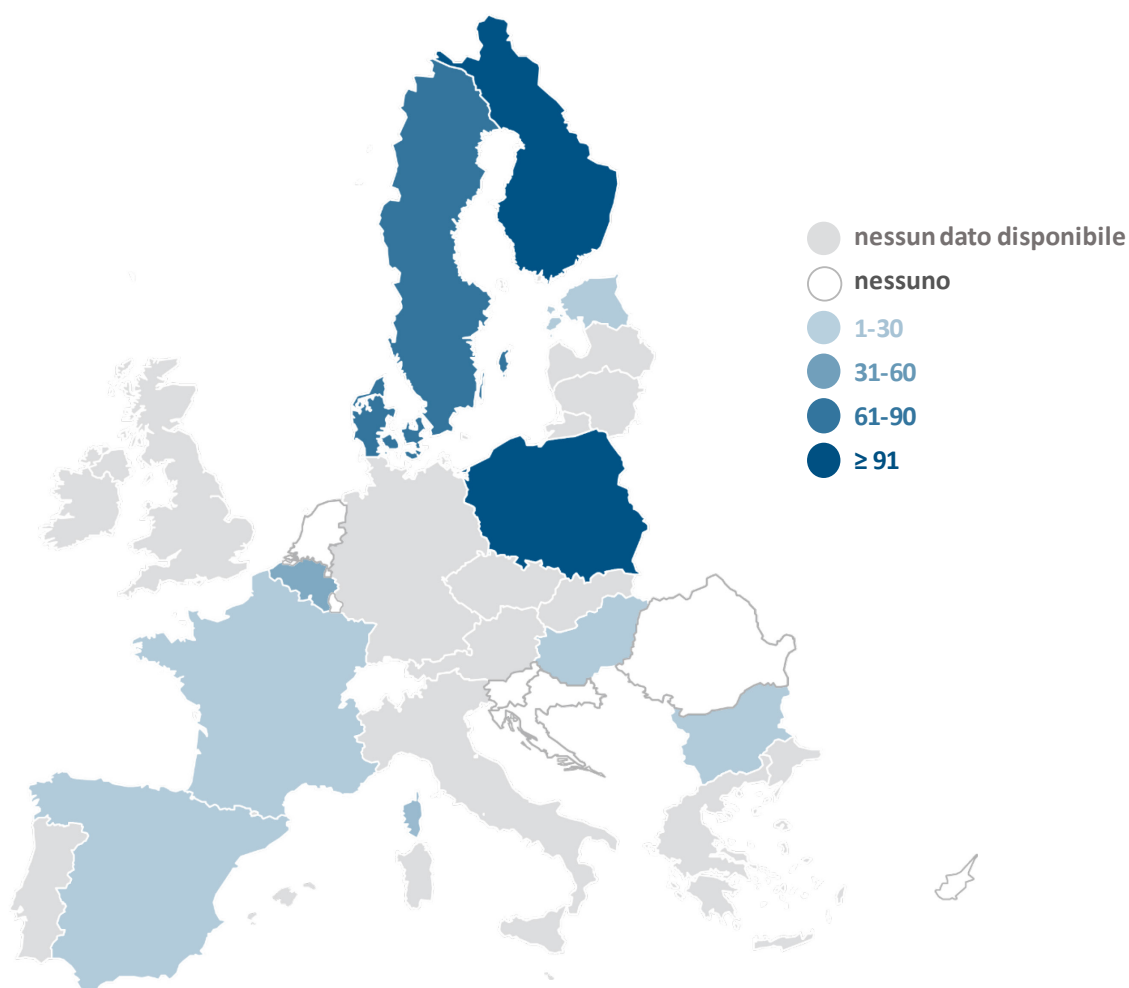 nessun dato disponibile
nessuno
1-30
31-60
61-90
≥ 91